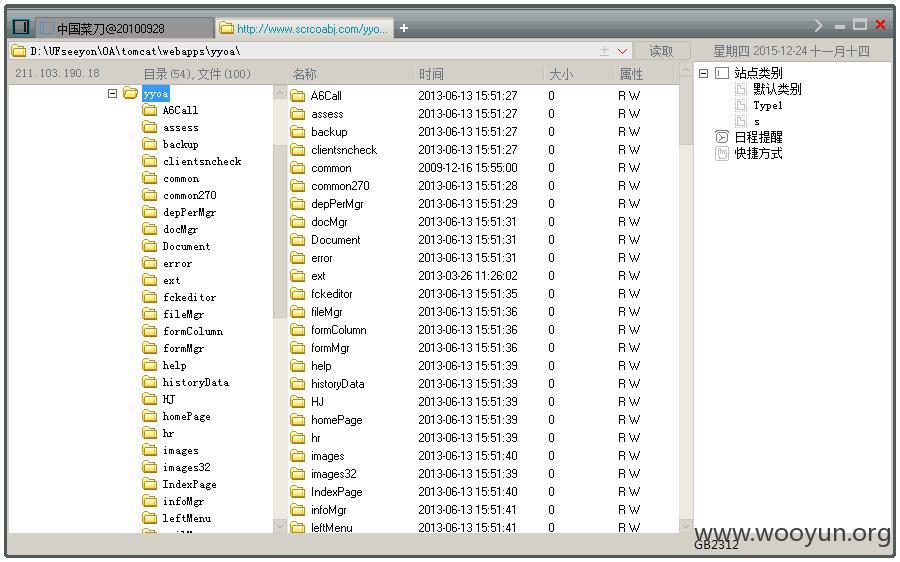 中国菜刀@20100928
http://www.scrcoabj.com/yyo...
+
D:\UFseeyon\OA\tomcat\webapps\yyoa\
读取
星期四 2015-12-24 十一月十四
211.103.190.18
目录(54),文件(100)
名称 时间 大小 属性
yyoa
A6Call
assess
backup
clientsncheck
common
common270
depPerMgr
docMgr
Document
error
ext
fckeditor
fileMgr
formColumn
formMgr
help
historyData
HJ
homePage
hr
images
images32
IndexPage
infoMgr
leftMenu
A6Call 2013-06-13 15:51:27 0 R W
assess 2013-06-13 15:51:27 0 R W
backup 2013-06-13 15:51:27 0 R W
clientsncheck 2013-06-13 15:51:27 0 R W
common 2009-12-16 15:55:00 0 R W
common270 2013-06-13 15:51:28 0 R W
depPerMgr 2013-06-13 15:51:29 0 R W
docMgr 2013-06-13 15:51:31 0 R W
Document 2013-06-13 15:51:31 0 R W
error 2013-06-13 15:51:31 0 R W
ext 2013-03-26 11:26:02 0 R W
fckeditor 2013-06-13 15:51:35 0 R W
fileMgr 2013-06-13 15:51:36 0 R W
formColumn 2013-06-13 15:51:36 0 R W
formMgr 2013-06-13 15:51:36 0 R W
help 2013-06-13 15:51:39 0 R W
historyData 2013-06-13 15:51:39 0 R W
HJ 2013-06-13 15:51:39 0 R W
homePage 2013-06-13 15:51:39 0 R W
hr 2013-06-13 15:51:39 0 R W
images 2013-06-13 15:51:40 0 R W
images32 2013-06-13 15:51:39 0 R W
IndexPage 2013-06-13 15:51:40 0 R W
infoMgr 2013-06-13 15:51:41 0 R W
leftMenu 2013-06-13 15:51:41 0 R W
站点类别
默认类别
Type1
s
日程提醒
快捷方式
www.wooyun.org
GB2312